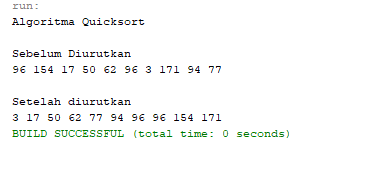 run:
Algoritma Quicksort
Sebelum Diurutkan
96 154 17 50 62 96 3 171 94 77
Setelah diurutkan
3 17 50 62 77 94 96 96 154 171
BUILD SUCCESSFUL (total time: 0 seconds)